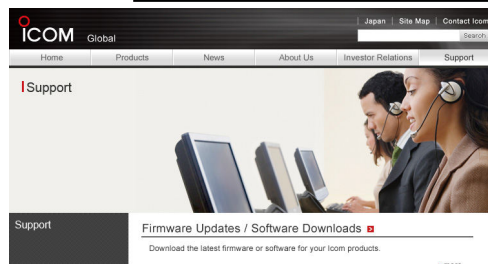 Japan | Site Map | Contact Icom
ICOM Global
Search
Home Products News About Us Investor Relations Support
Support
Support
Firmware Updates / Software Downloads
Download the latest firmware or software for your Icom products.